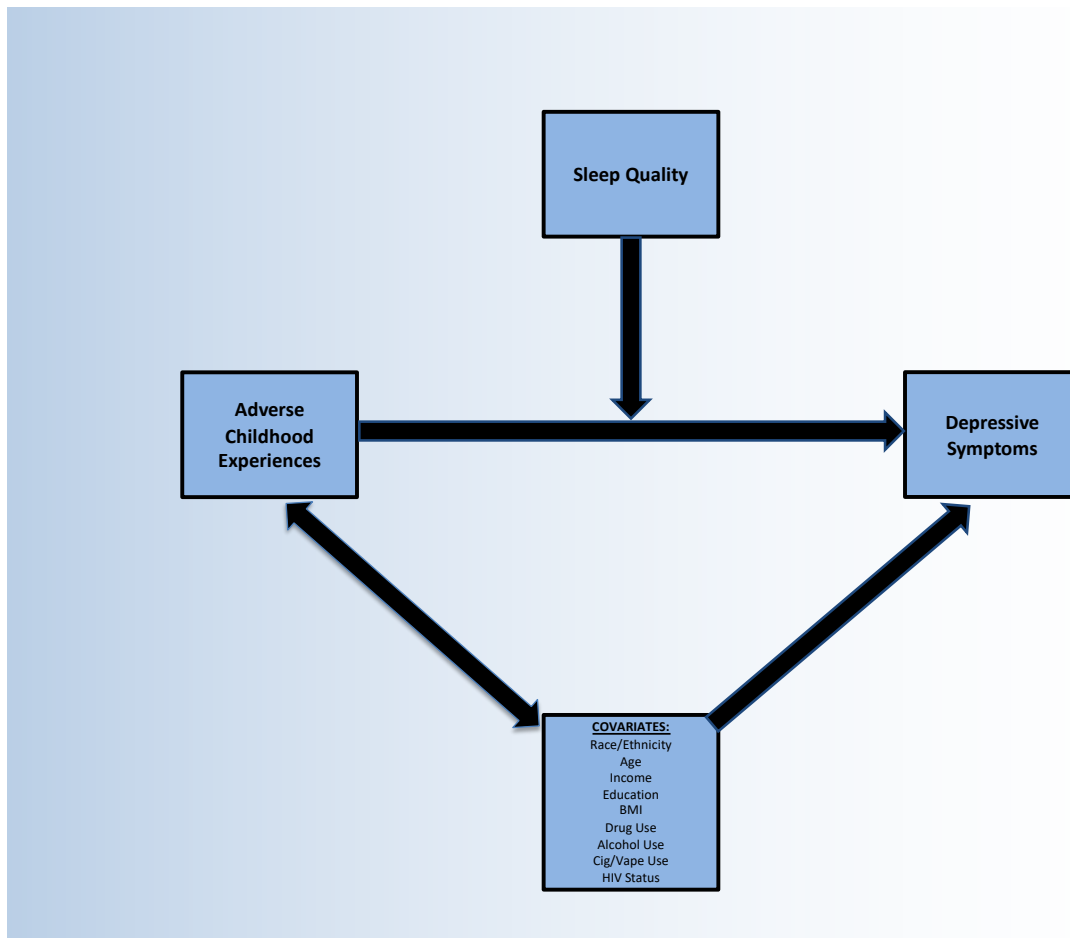 Sleep Quality
Adverse
Childhood
Experiences
Depressive
Symptoms
COVARIATES:
Race/Ethnicity
Age
Income
Education
BMI
Drug Use
Alcohol Use
Cig/Vape Use
HIV Status